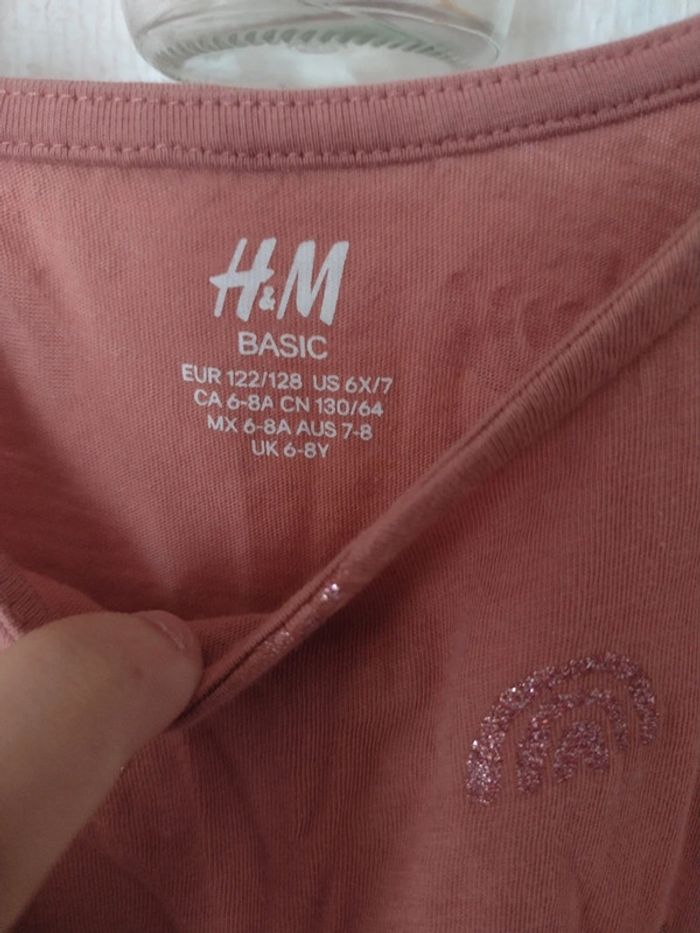 H&M
BASIC
EUR 122/128 US 6X/7
CA 6-8A CN 130/64
MX 6-8A AUS 7-8
UK 6-8Y